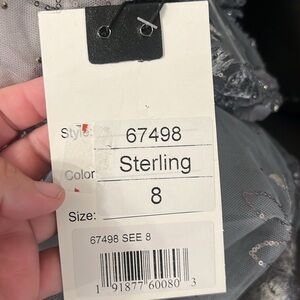 Style: 67498
Color Sterling
Size: 8
67498 SEE 8
1 91877 60080 3